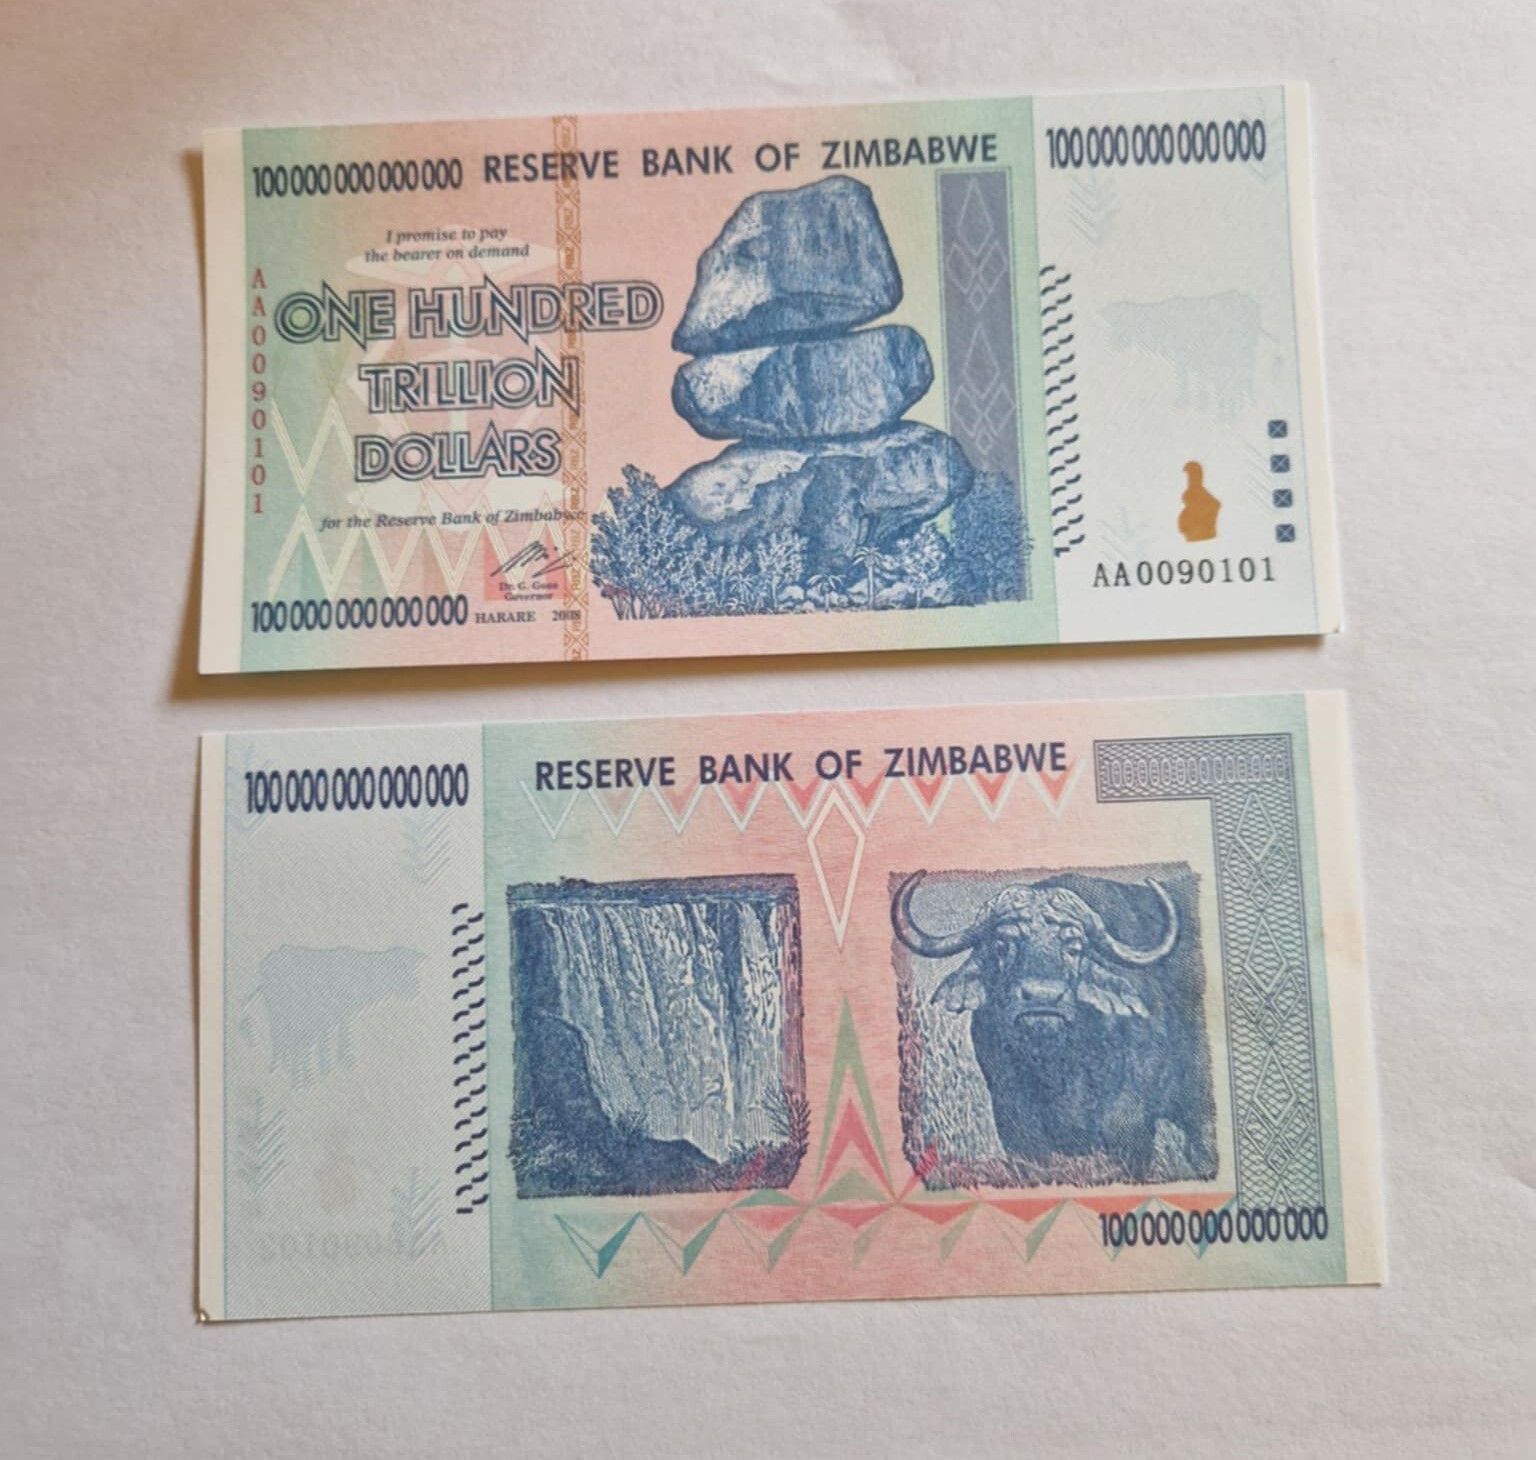 100 000 000 000 000 RESERVE BANK OF ZIMBABWE 100 000 000 000 000
I promise to pay
the bearer on demand
AA0090101
ONE HUNDRED
TRILLION
DOLLARS
for the Reserve Bank of Zimbabwe
Dr. G. Gono
Governor
AA0090101
100 000 000 000 000 HARARE 2008
100 000 000 000 000 RESERVE BANK OF ZIMBABWE
100 000 000 000 000